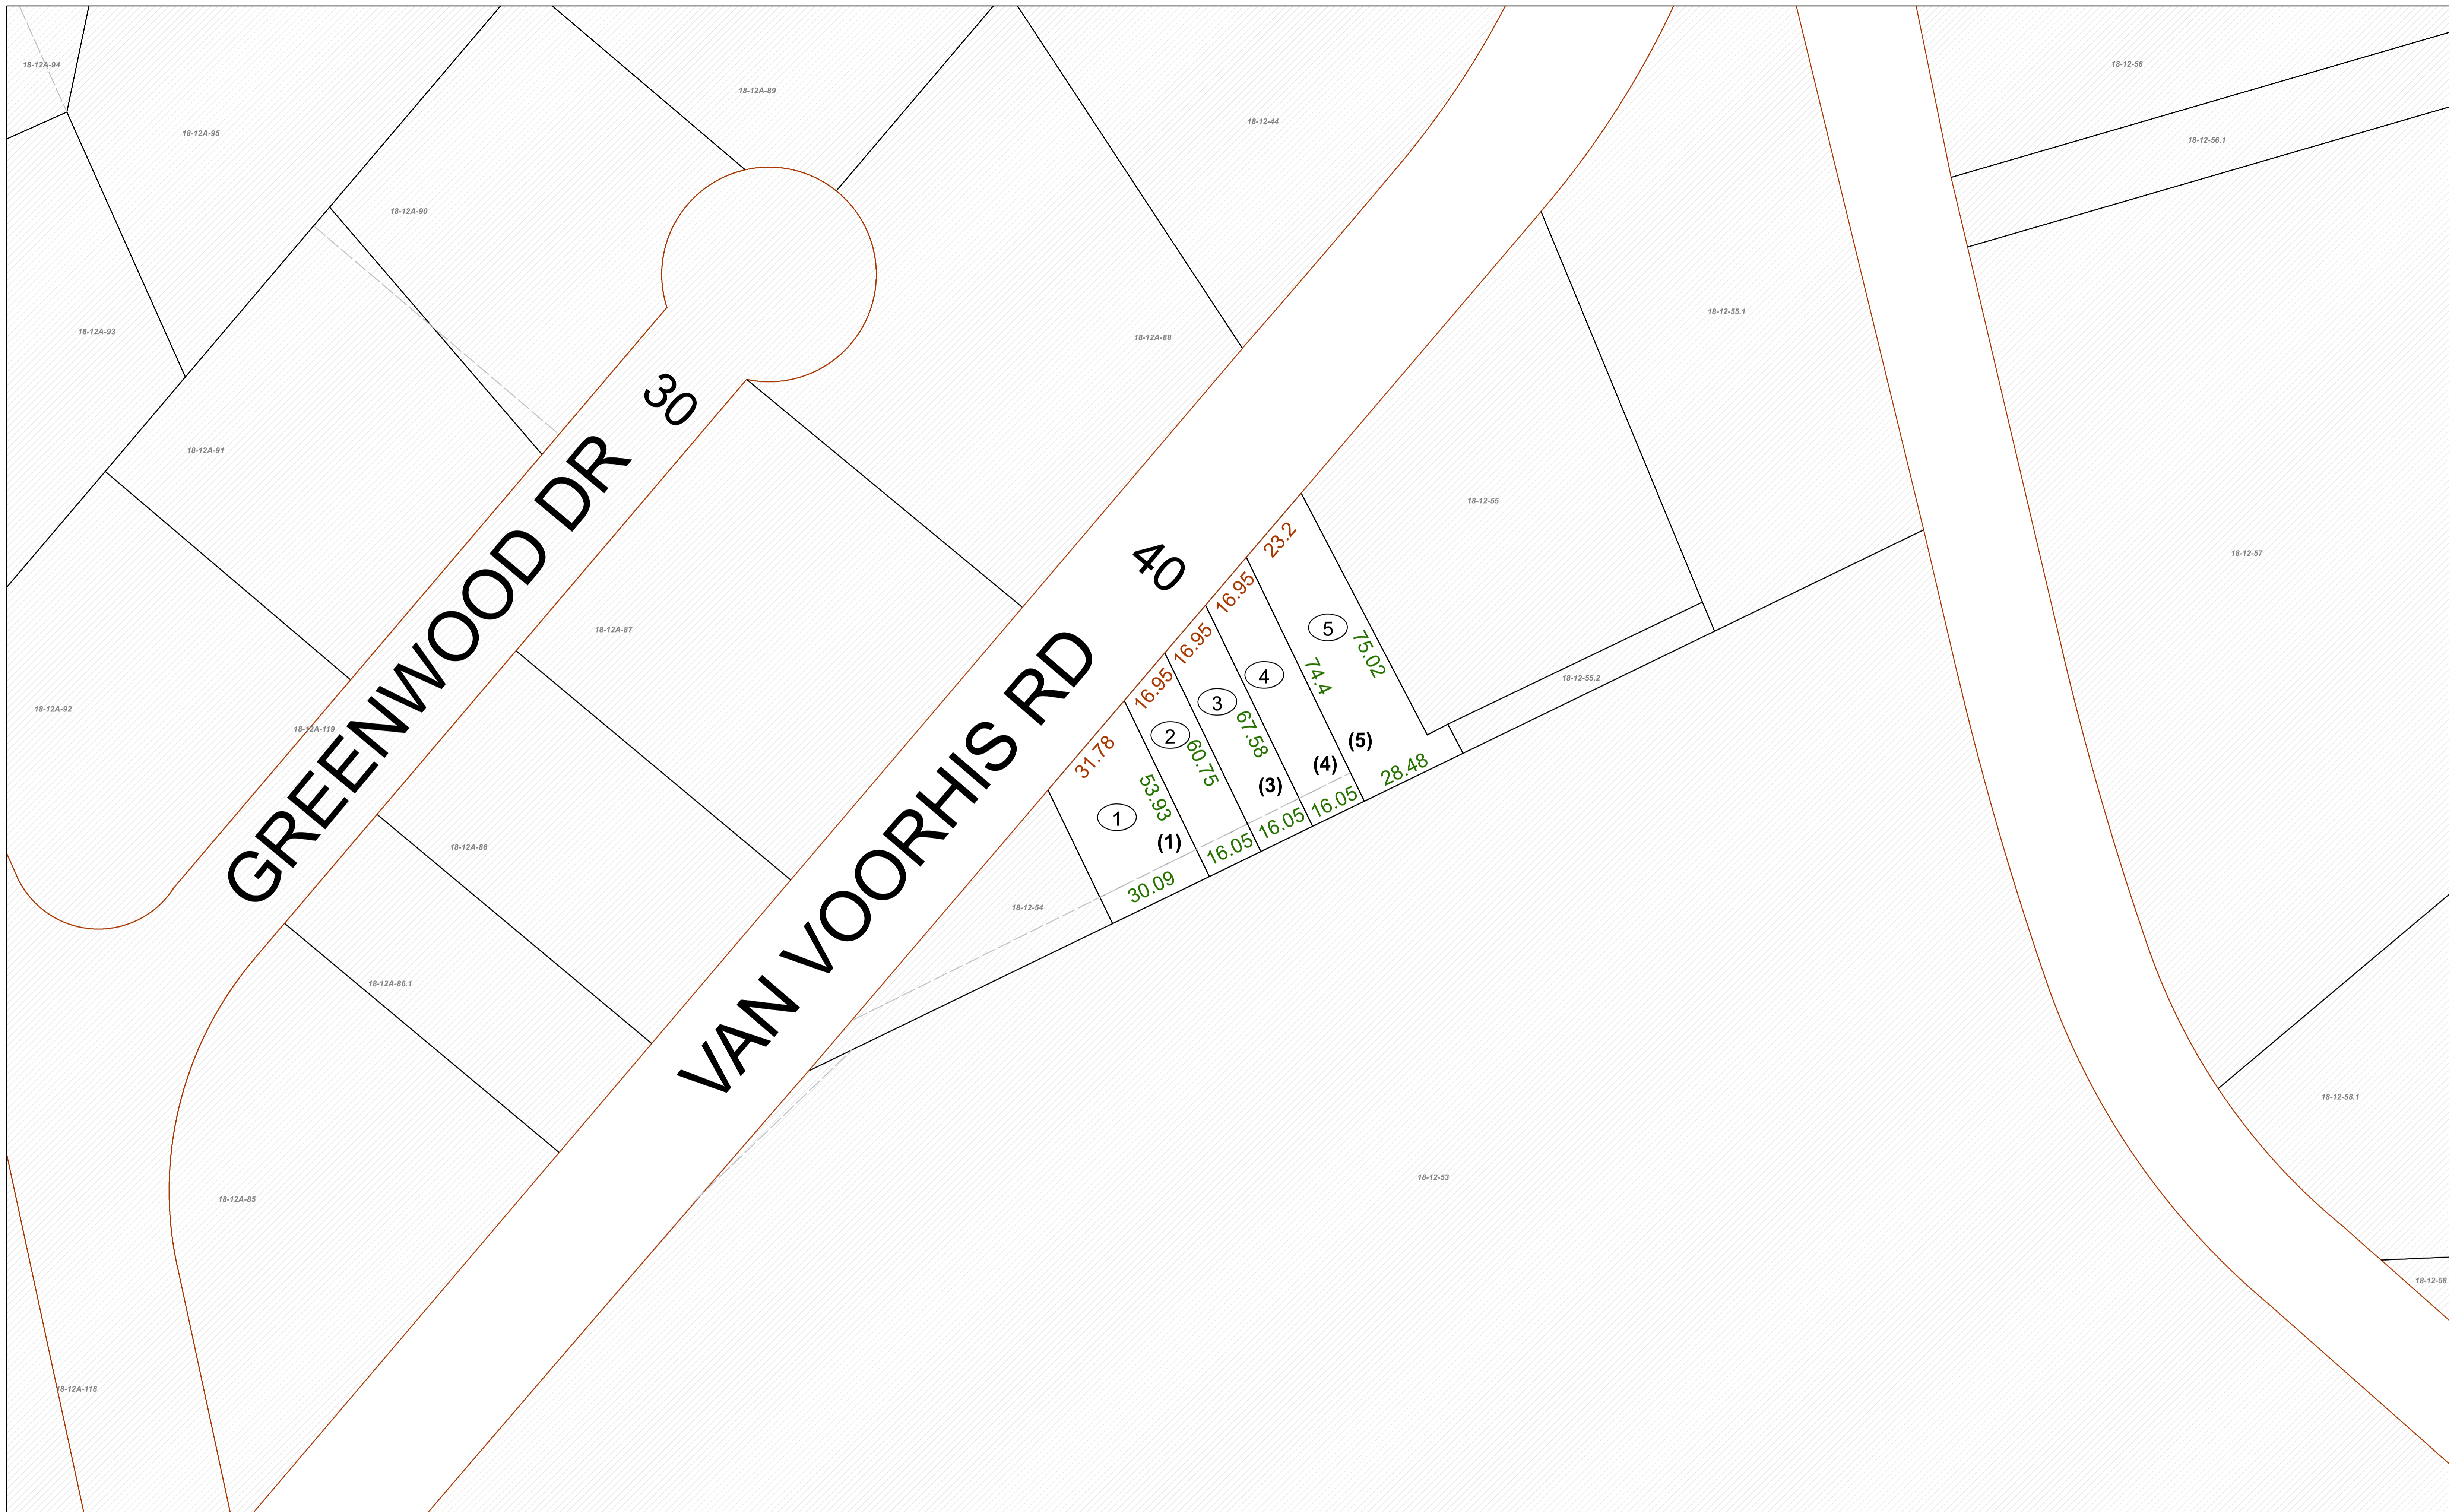 18-12A-94
18-12-56
18-12A-89
18-12-44
18-12A-95
18-12-56.1
18-12A-90
18-12-55.1
18-12A-93
18-12A-88
30
18-12A-91
18-12-55
23.2
18-12-57
40
16.95
GREENWOOD DR
18-12A-87
5
16.95
75.02
4
74.4
18-12-55.2
16.95
3
18-12A-92
18-12A-119
67.58
2
(5)
31.78
60.75
(4)
28.48
53.93
(3)
16.05
1
16.05
(1)
16.05
18-12A-86
VAN VOORHIS RD
30.09
18-12-54
18-12A-86.1
18-12-58.1
18-12-53
18-12A-85
18-12-58
18-12A-118